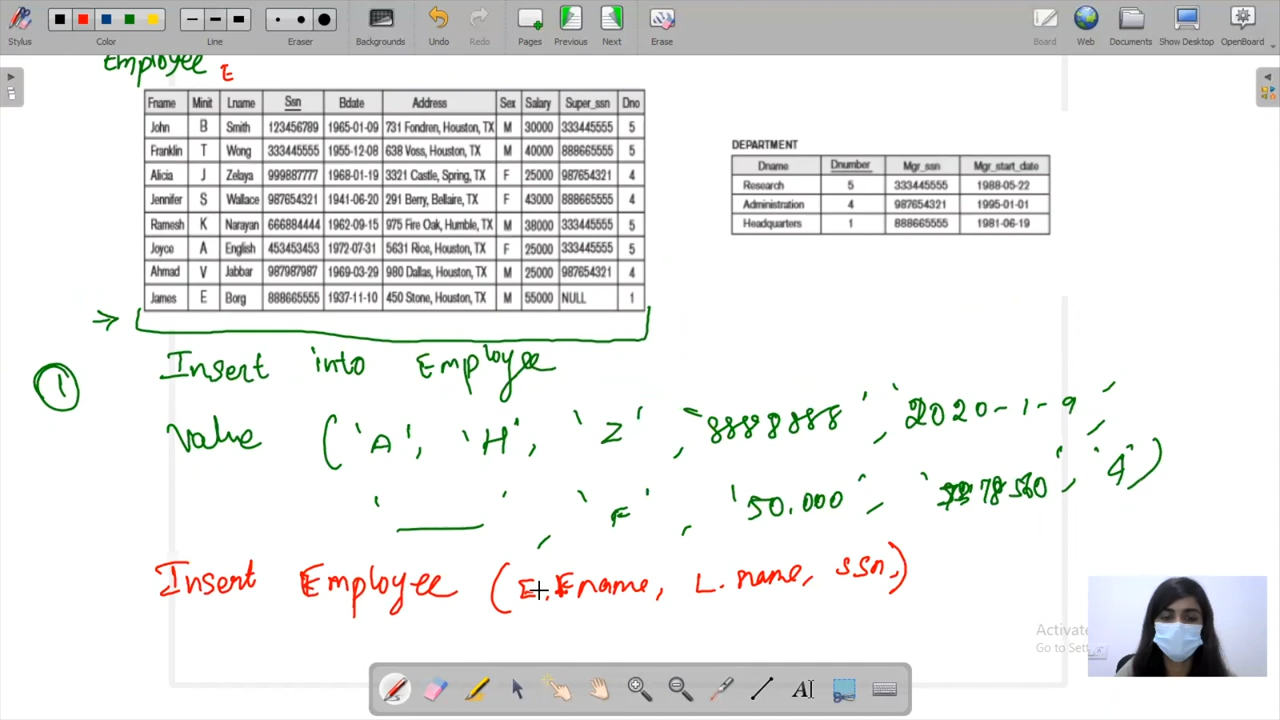 Stylus Color Line Eraser Backgrounds Undo Redo Pages Previous Next Erase Board Web Documents Show Desktop OpenBoard
Employee E
Fname Minit Lname Ssn Bdate Address Sex Salary Super_ssn Dno
John B Smith 123456789 1965-01-09 731 Fondren, Houston, TX M 30000 333445555 5
Franklin T Wong 333445555 1955-12-08 638 Voss, Houston, TX M 40000 888665555 5
Alicia J Zelaya 999887777 1968-01-19 3321 Castle, Spring, TX F 25000 987654321 4
Jennifer S Wallace 987654321 1941-06-20 291 Berry, Bellaire, TX F 43000 888665555 4
Ramesh K Narayan 666884444 1962-09-15 975 Fire Oak, Humble, TX M 38000 333445555 5
Joyce A English 453453453 1972-07-31 5631 Rice, Houston, TX F 25000 333445555 5
Ahmad V Jabbar 987987987 1969-03-29 980 Dallas, Houston, TX M 25000 987654321 4
James E Borg 888665555 1937-11-10 450 Stone, Houston, TX M 55000 NULL 1
DEPARTMENT
Dname Dnumber Mgr_ssn Mgr_start_date
Research 5 333445555 1988-05-22
Administration 4 987654321 1995-01-01
Headquarters 1 888665555 1981-06-19
1
Insert into Employee
Value ('A', 'H', 'Z', '8888888', '2020-1-9',
'____', 'F', '50.000', '4')
Insert Employee (E.Fname, L.name, ssn,)
Activate
Go to Sett